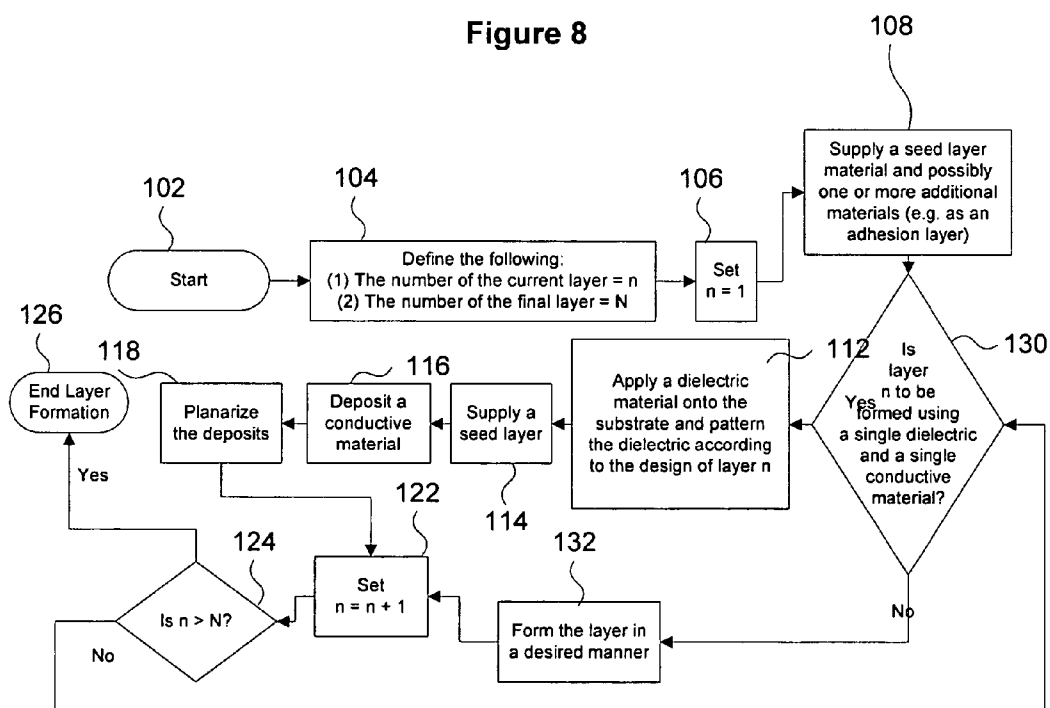 Figure 8
108
Supply a seed layer
material and possibly
one or more additional
materials (e.g. as an
adhesion layer)
102
Start
104
Define the following:
(1) The number of the current layer = n
(2) The number of the final layer = N
106
Set
n = 1
126
End Layer
Formation
118
Planarize
the deposits
116
Deposit a
conductive
material
Supply a
seed layer
114
112
Apply a dielectric
material onto the
substrate and pattern
the dielectric according
to the design of layer n
130
Yes
Is
layer
n to be
formed using
a single dielectric
and a single
conductive
material?
Yes
122
Set
n = n + 1
124
Is n > N?
No
132
Form the layer in
a desired manner
No